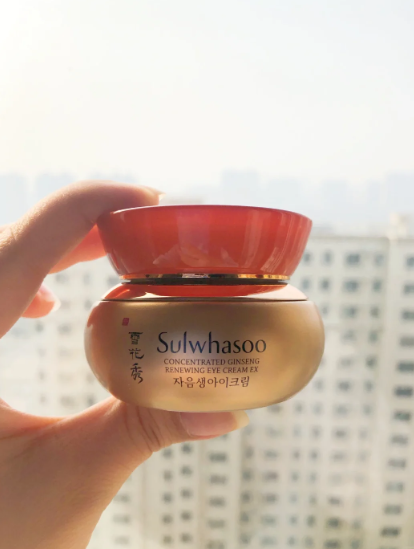 雪花秀
Sulwhasoo
CONCENTRATED GINSENG
RENEWING EYE CREAM EX
자음생아이크림